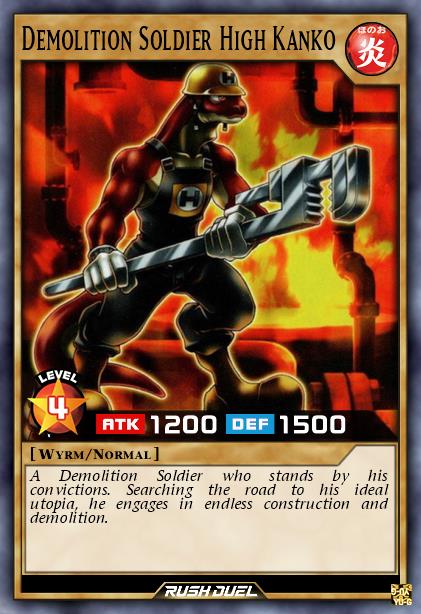 Demolition Soldier High Kanko
ほのお
炎
H
H
LEVEL
4
ATK 1200 DEF 1500
[Wyrm/Normal]
A Demolition Soldier who stands by his
convictions. Searching the road to his ideal
utopia, he engages in endless construction and
demolition.
RUSH DUEL